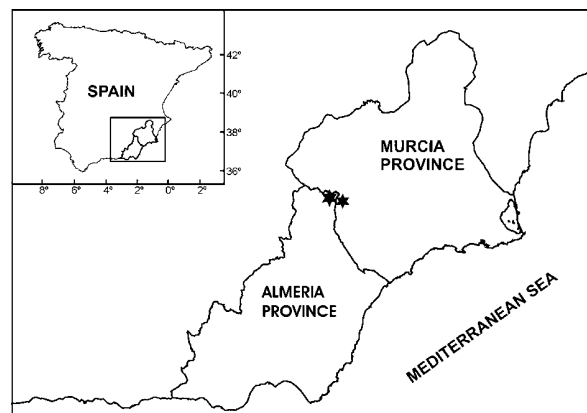 SPAIN
42°
40°
38°
36°
8° 6° 4° 2° 0° 2°
MURCIA
PROVINCE
ALMERIA
PROVINCE
MEDITERRANEAN SEA